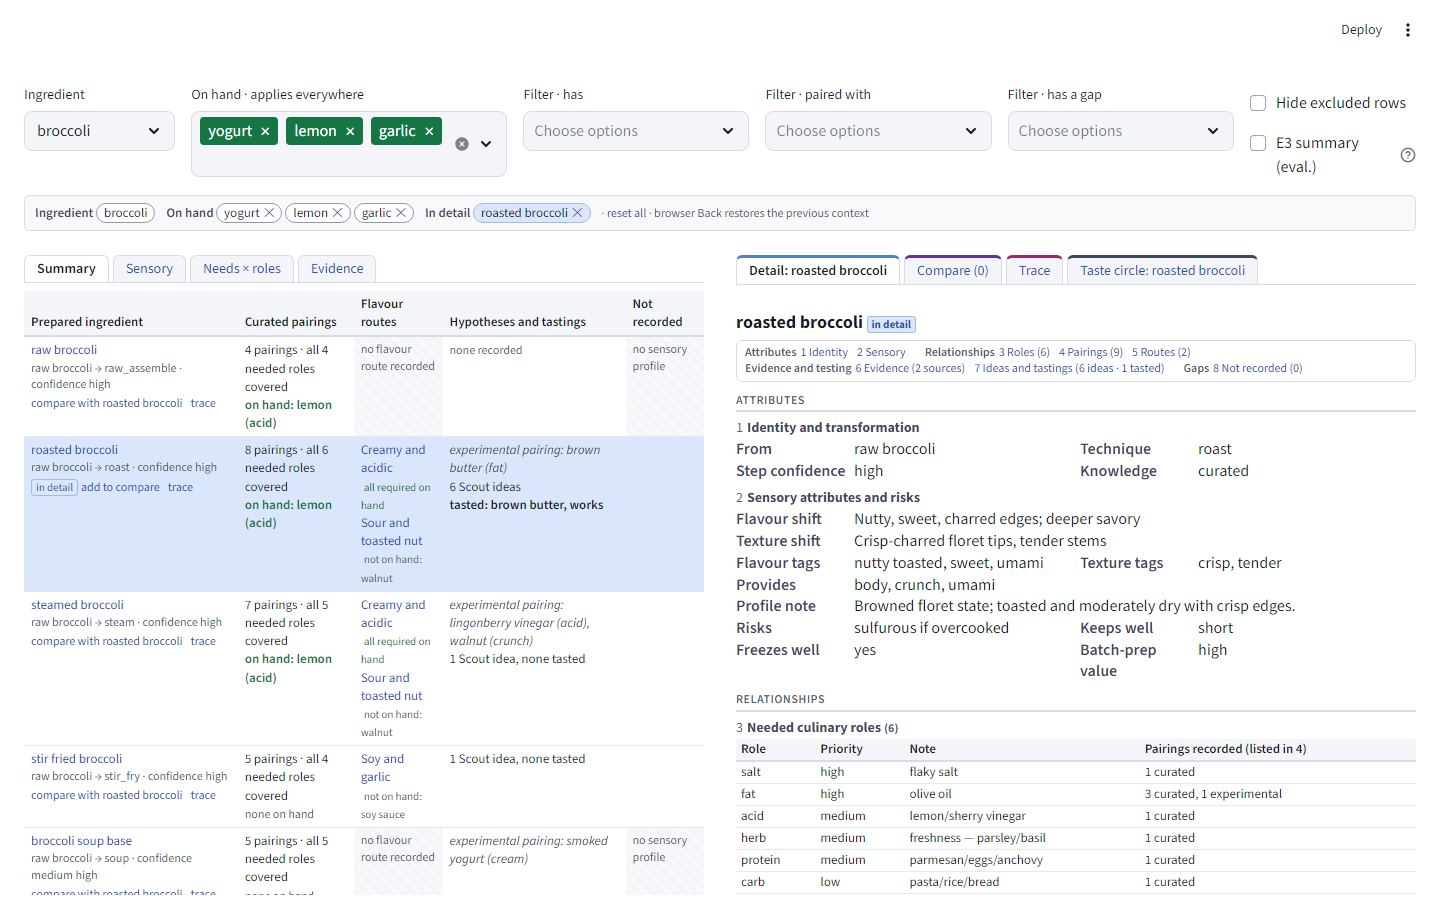 Deploy
Ingredient
On hand · applies everywhere
Filter · has
Filter · paired with
Filter · has a gap
broccoli
yogurt × lemon × garlic ×
Choose options
Choose options
Choose options
Hide excluded rows
E3 summary
(eval.)
Ingredient broccoli On hand yogurt × lemon × garlic × In detail roasted broccoli × · reset all · browser Back restores the previous context
Summary Sensory Needs × roles Evidence
Prepared ingredient
Curated pairings
Flavour
routes
Hypotheses and tastings
Not
recorded
raw broccoli
raw broccoli → raw_assemble ·
confidence high
compare with roasted broccoli trace
4 pairings · all 4
needed roles
covered
on hand: lemon
(acid)
no flavour
route recorded
none recorded
no sensory
profile
roasted broccoli
raw broccoli → roast · confidence high
in detail add to compare trace
8 pairings · all 6
needed roles
covered
on hand: lemon
(acid)
Creamy and
acidic
all required on
hand
Sour and
toasted nut
not on hand:
walnut
experimental pairing: brown
butter (fat)
6 Scout ideas
tasted: brown butter, works
steamed broccoli
raw broccoli → steam · confidence high
compare with roasted broccoli trace
7 pairings · all 5
needed roles
covered
on hand: lemon
(acid)
Creamy and
acidic
all required on
hand
Sour and
toasted nut
not on hand:
walnut
experimental pairing:
lingonberry vinegar (acid),
walnut (crunch)
1 Scout idea, none tasted
stir fried broccoli
raw broccoli → stir_fry · confidence high
compare with roasted broccoli trace
5 pairings · all 4
needed roles
covered
none on hand
Soy and
garlic
not on hand:
soy sauce
1 Scout idea, none tasted
broccoli soup base
raw broccoli → soup · confidence
medium high
compare with roasted broccoli trace
5 pairings · all 5
needed roles
covered
none on hand
no flavour
route recorded
experimental pairing: smoked
yogurt (cream)
no sensory
profile
Detail: roasted broccoli Compare (0) Trace Taste circle: roasted broccoli
roasted broccoli in detail
Attributes 1 Identity 2 Sensory Relationships 3 Roles (6) 4 Pairings (9) 5 Routes (2)
Evidence and testing 6 Evidence (2 sources) 7 Ideas and tastings (6 ideas · 1 tasted) Gaps 8 Not recorded (0)
ATTRIBUTES
1 Identity and transformation
From raw broccoli Technique roast
Step confidence high Knowledge curated
2 Sensory attributes and risks
Flavour shift Nutty, sweet, charred edges; deeper savory
Texture shift Crisp-charred floret tips, tender stems
Flavour tags nutty toasted, sweet, umami Texture tags crisp, tender
Provides body, crunch, umami
Profile note Browned floret state; toasted and moderately dry with crisp edges.
Risks sulfurous if overcooked Keeps well short
Freezes well yes Batch-prep value high
RELATIONSHIPS
3 Needed culinary roles (6)
Role Priority Note Pairings recorded (listed in 4)
salt high flaky salt 1 curated
fat high olive oil 3 curated, 1 experimental
acid medium lemon/sherry vinegar 1 curated
herb medium freshness — parsley/basil 1 curated
protein medium parmesan/eggs/anchovy 1 curated
carb low pasta/rice/bread 1 curated